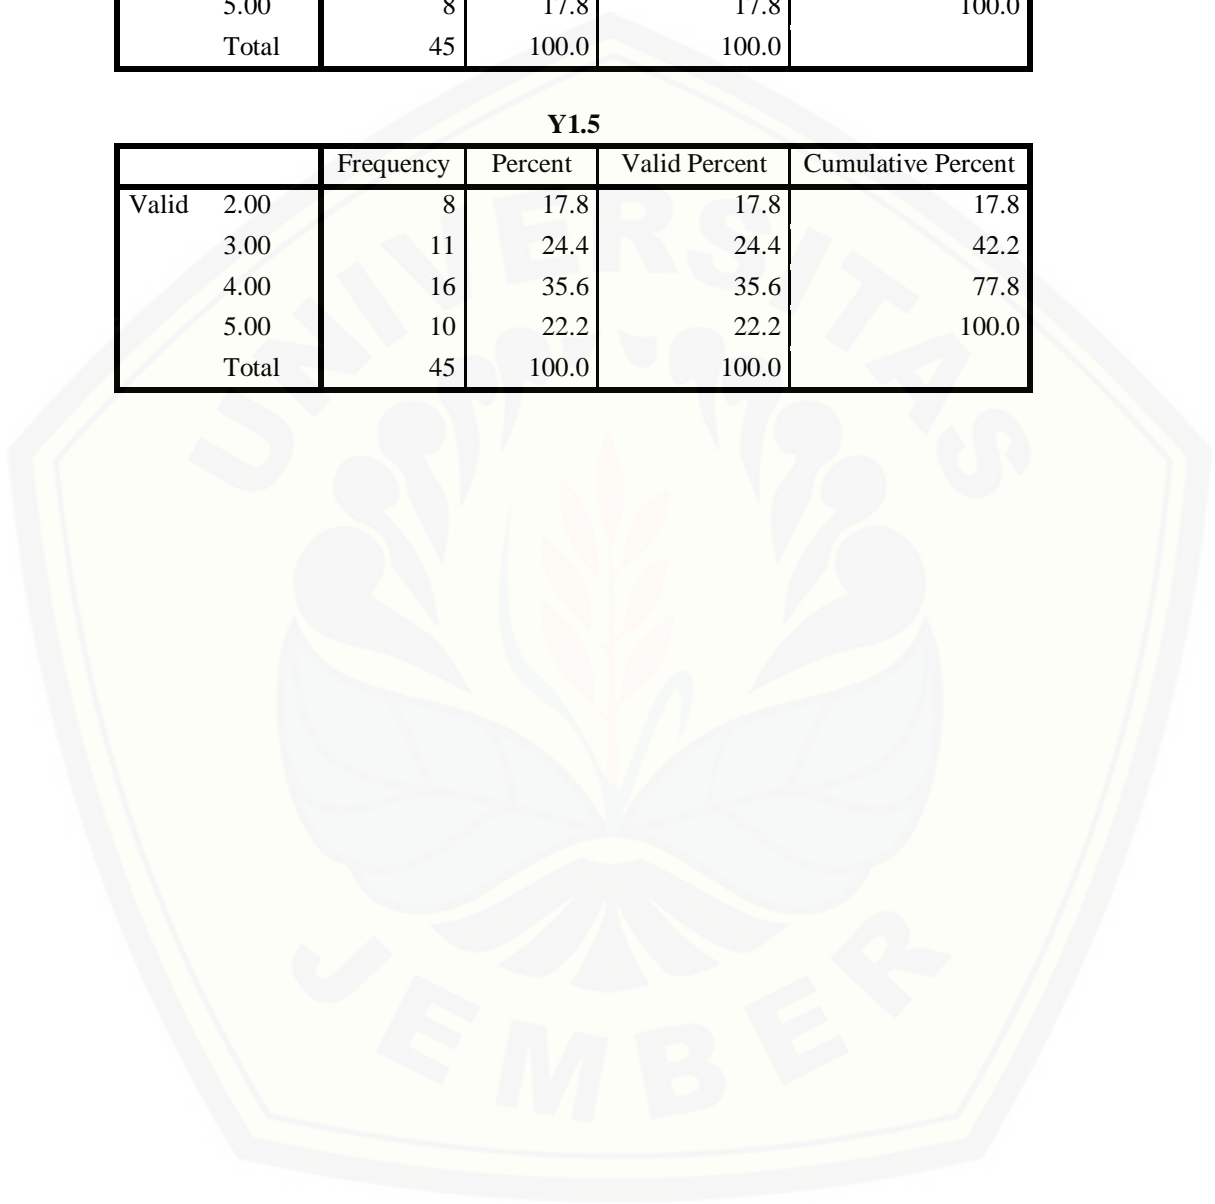 5.00 8 17.8 17.8 100.0
Total 45 100.0 100.0
Y1.5
Frequency Percent Valid Percent Cumulative Percent
Valid 2.00 8 17.8 17.8 17.8
3.00 11 24.4 24.4 42.2
4.00 16 35.6 35.6 77.8
5.00 10 22.2 22.2 100.0
Total 45 100.0 100.0
UNIVERSITAS
JEMBER